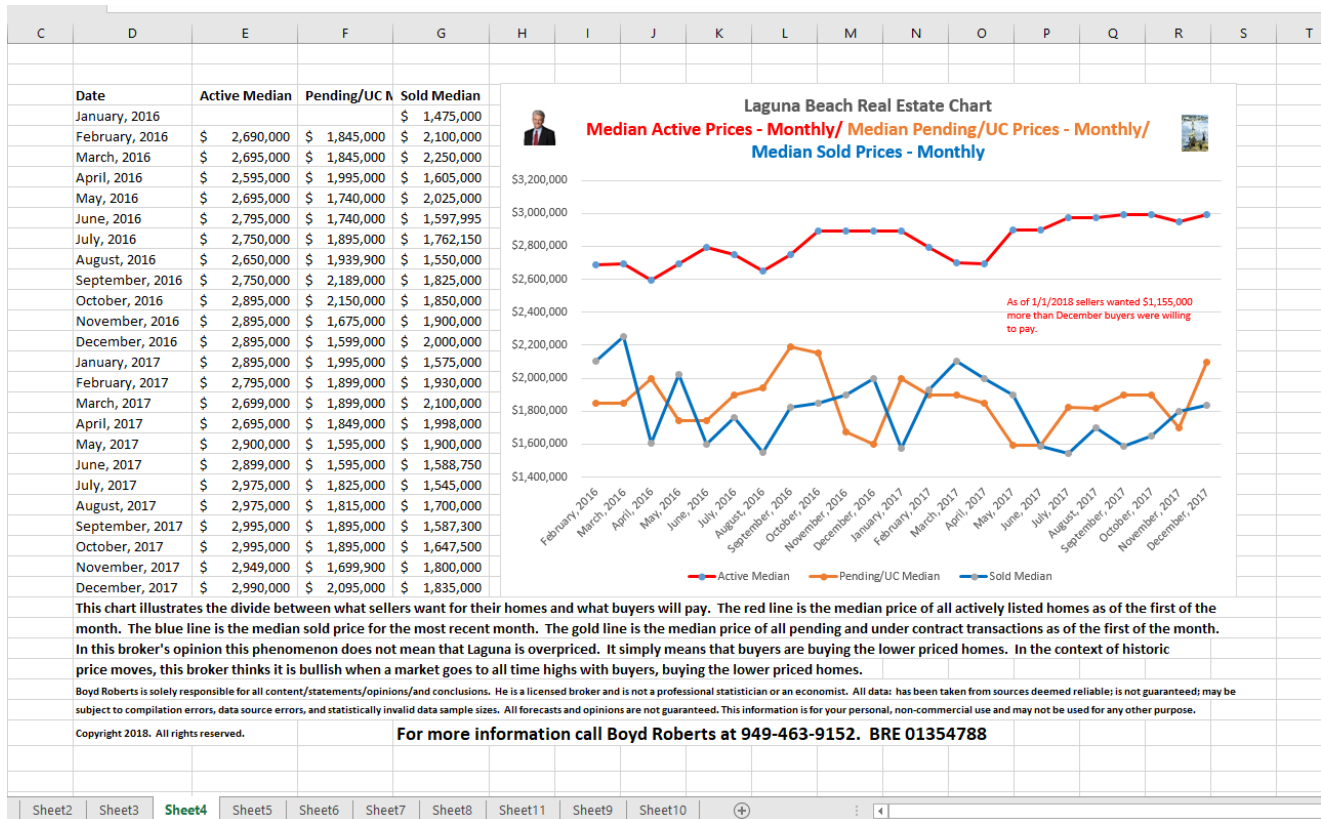 C D E F G H I J K L M N O P Q R S T
Date Active Median Pending/UC M Sold Median
January, 2016 $ 1,475,000
February, 2016 $ 2,690,000 $ 1,845,000 $ 2,100,000
March, 2016 $ 2,695,000 $ 1,845,000 $ 2,250,000
April, 2016 $ 2,595,000 $ 1,995,000 $ 1,605,000
May, 2016 $ 2,695,000 $ 1,740,000 $ 2,025,000
June, 2016 $ 2,795,000 $ 1,740,000 $ 1,597,995
July, 2016 $ 2,750,000 $ 1,895,000 $ 1,762,150
August, 2016 $ 2,650,000 $ 1,939,900 $ 1,550,000
September, 2016 $ 2,750,000 $ 2,189,000 $ 1,825,000
October, 2016 $ 2,895,000 $ 2,150,000 $ 1,850,000
November, 2016 $ 2,895,000 $ 1,675,000 $ 1,900,000
December, 2016 $ 2,895,000 $ 1,599,000 $ 2,000,000
January, 2017 $ 2,895,000 $ 1,995,000 $ 1,575,000
February, 2017 $ 2,795,000 $ 1,899,000 $ 1,930,000
March, 2017 $ 2,699,000 $ 1,899,000 $ 2,100,000
April, 2017 $ 2,695,000 $ 1,849,000 $ 1,998,000
May, 2017 $ 2,900,000 $ 1,595,000 $ 1,900,000
June, 2017 $ 2,899,000 $ 1,595,000 $ 1,588,750
July, 2017 $ 2,975,000 $ 1,825,000 $ 1,545,000
August, 2017 $ 2,975,000 $ 1,815,000 $ 1,700,000
September, 2017 $ 2,995,000 $ 1,895,000 $ 1,587,300
October, 2017 $ 2,995,000 $ 1,895,000 $ 1,647,500
November, 2017 $ 2,949,000 $ 1,699,900 $ 1,800,000
December, 2017 $ 2,990,000 $ 2,095,000 $ 1,835,000
Laguna Beach Real Estate Chart
Median Active Prices - Monthly/ Median Pending/UC Prices - Monthly/
Median Sold Prices - Monthly
$3,200,000
$3,000,000
$2,800,000
$2,600,000
$2,400,000
$2,200,000
$2,000,000
$1,800,000
$1,600,000
$1,400,000
As of 1/1/2018 sellers wanted $1,155,000
more than December buyers were willing
to pay.
February, 2016
March, 2016
April, 2016
May, 2016
June, 2016
July, 2016
August, 2016
September, 2016
October, 2016
November, 2016
December, 2016
January, 2017
February, 2017
March, 2017
April, 2017
May, 2017
June, 2017
July, 2017
August, 2017
September, 2017
October, 2017
November, 2017
December, 2017
Active Median Pending/UC Median Sold Median
This chart illustrates the divide between what sellers want for their homes and what buyers will pay. The red line is the median price of all actively listed homes as of the first of the
month. The blue line is the median sold price for the most recent month. The gold line is the median price of all pending and under contract transactions as of the first of the month.
In this broker's opinion this phenomenon does not mean that Laguna is overpriced. It simply means that buyers are buying the lower priced homes. In the context of historic
price moves, this broker thinks it is bullish when a market goes to all time highs with buyers, buying the lower priced homes.
Boyd Roberts is solely responsible for all content/statements/opinions/and conclusions. He is a licensed broker and is not a professional statistician or an economist. All data: has been taken from sources deemed reliable; is not guaranteed; may be
subject to compilation errors, data source errors, and statistically invalid data sample sizes. All forecasts and opinions are not guaranteed. This information is for your personal, non-commercial use and may not be used for any other purpose.
Copyright 2018. All rights reserved. For more information call Boyd Roberts at 949-463-9152. BRE 01354788
Sheet2 Sheet3 Sheet4 Sheet5 Sheet6 Sheet7 Sheet8 Sheet11 Sheet9 Sheet10